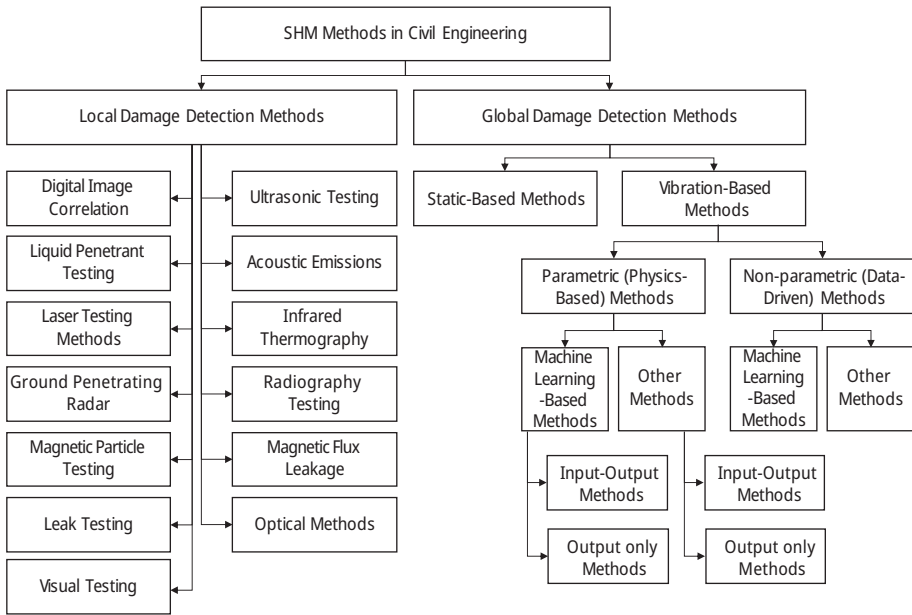 SHM Methods in Civil Engineering
Local Damage Detection Methods
Global Damage Detection Methods
Digital Image
Correlation
Ultrasonic Testing
Liquid Penetrant
Testing
Acoustic Emissions
Laser Testing
Methods
Infrared
Thermography
Ground Penetrating
Radar
Radiography
Testing
Magnetic Particle
Testing
Magnetic Flux
Leakage
Leak Testing
Optical Methods
Visual Testing
Static-Based Methods
Vibration-Based
Methods
Parametric (Physics-
Based) Methods
Non-parametric (Data-
Driven) Methods
Machine
Learning
-Based
Methods
Other
Methods
Machine
Learning
-Based
Methods
Other
Methods
Input-Output
Methods
Input-Output
Methods
Output only
Methods
Output only
Methods